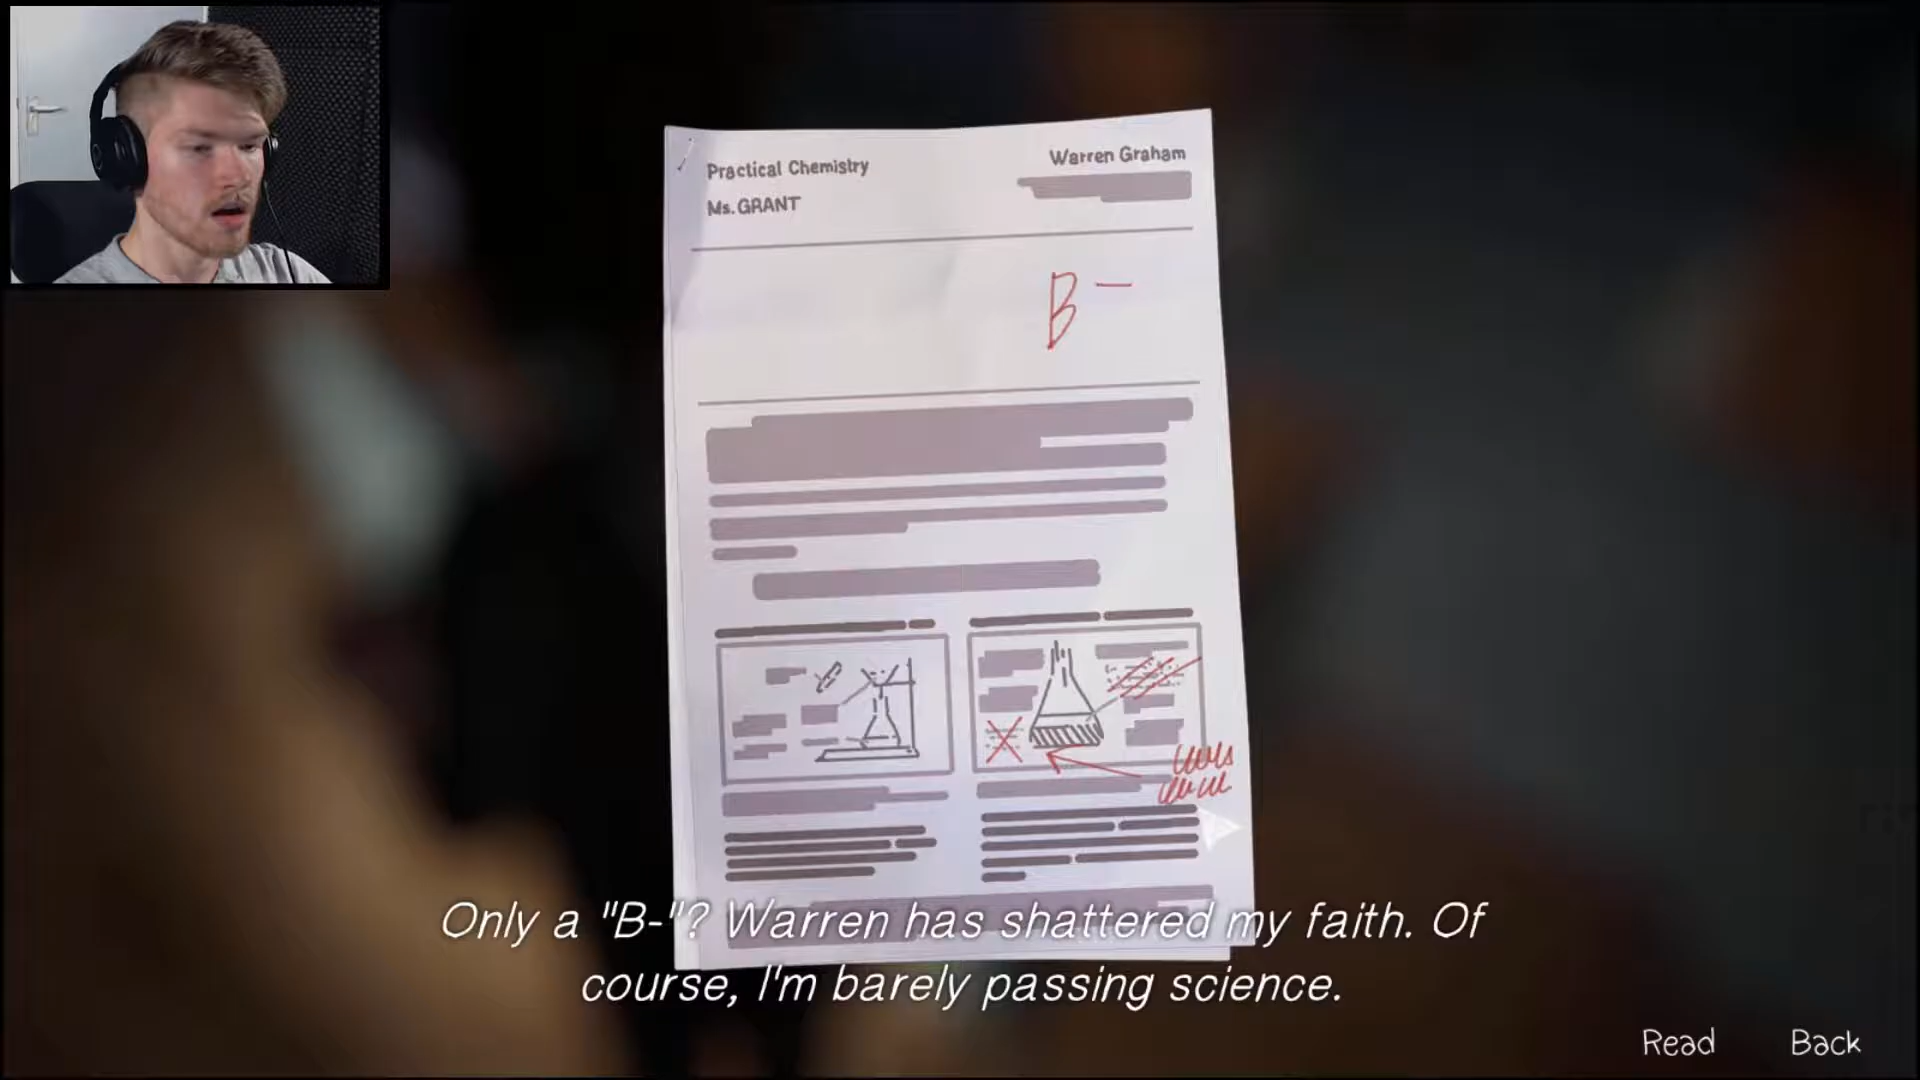 Practical Chemistry
Warren Graham
Ms. GRANT
B-
Only a "B-"? Warren has shattered my faith. Of
course, I'm barely passing science.
Read
Back